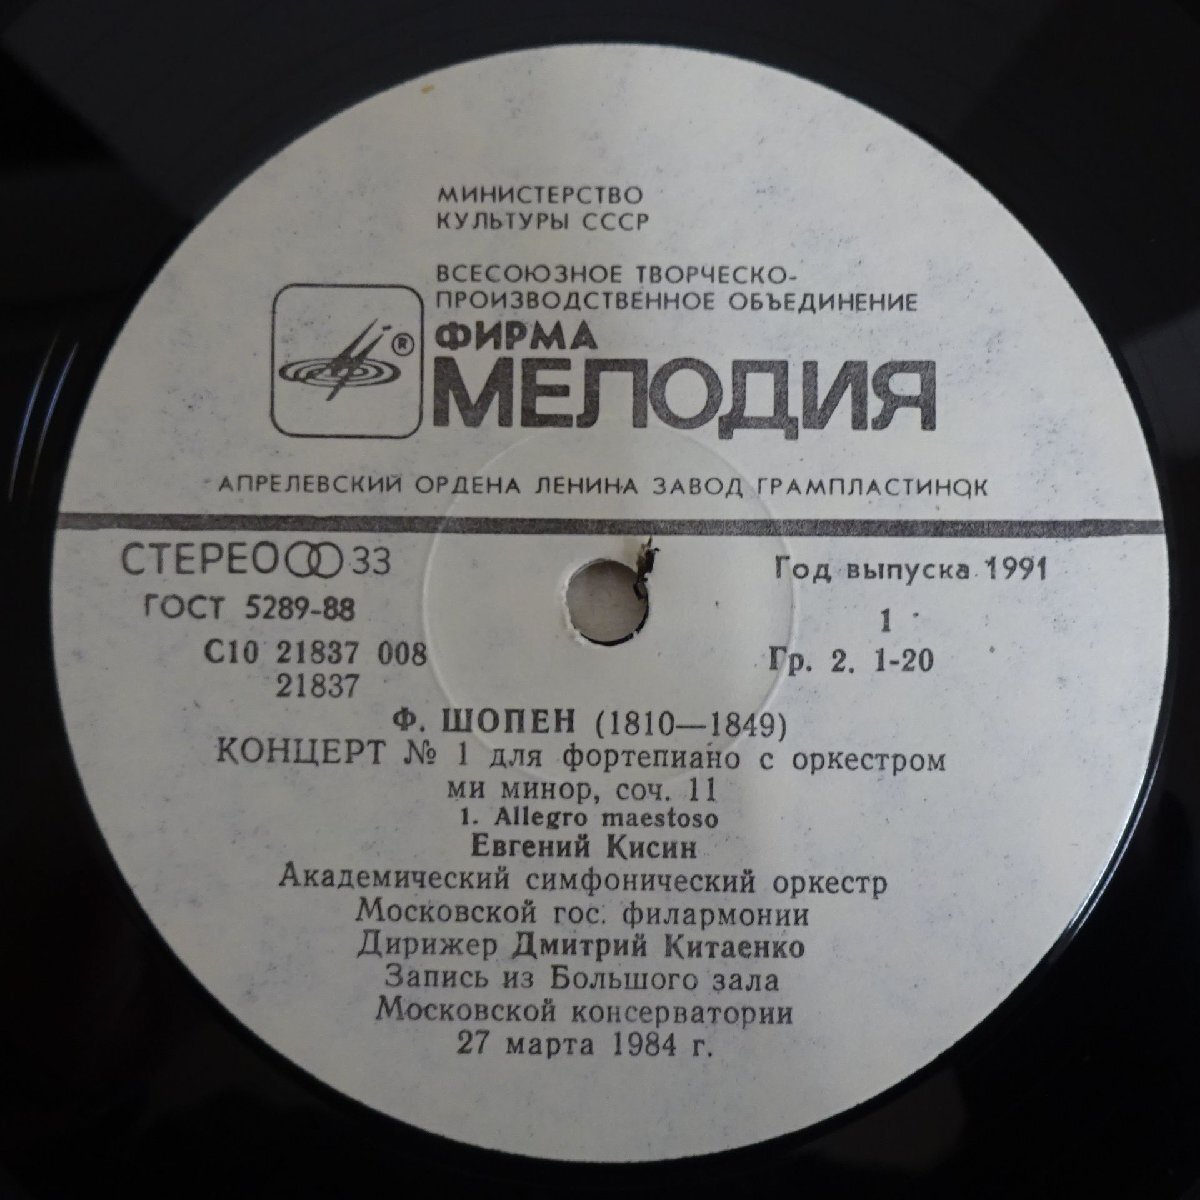 МИНИСТЕРСТВО
КУЛЬТУРЫ СССР
ВСЕСОЮЗНОЕ ТВОРЧЕСКО-
ПРОИЗВОДСТВЕННОЕ ОБЪЕДИНЕНИЕ
ФИРМА
®
МЕЛОДИЯ
АПРЕЛЕВСКИЙ ОРДЕНА ЛЕНИНА ЗАВОД ГРАМПЛАСТИНОК
СТЕРЕО 33
Год выпуска 1991
ГОСТ 5289-88
1
С10 21837 008
Гр. 2. 1-20
21837
Ф. ШОПЕН (1810—1849)
КОНЦЕРТ № 1 для фортепиано с оркестром
ми минор, соч. 11
1. Allegro maestoso
Евгений Кисин
Академический симфонический оркестр
Московской гос. филармонии
Дирижер Дмитрий Китаенко
Запись из Большого зала
Московской консерватории
27 марта 1984 г.